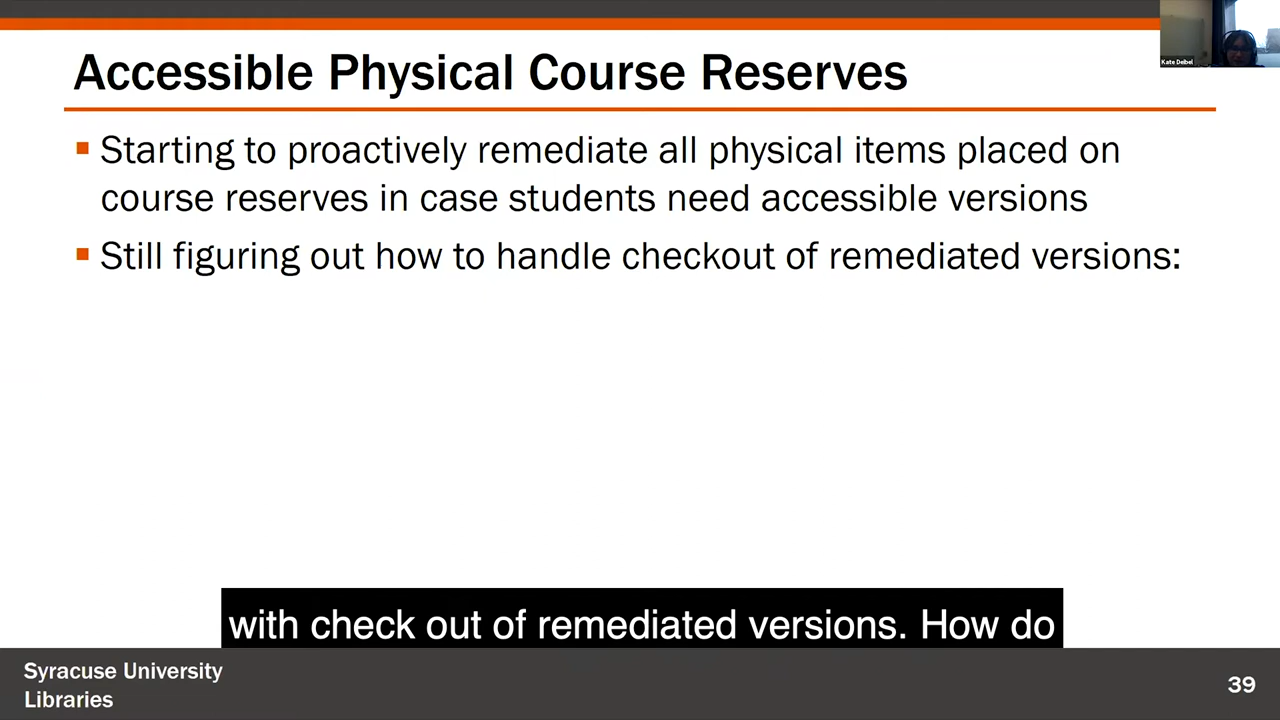 Accessible Physical Course Reserves
Kate Deibel
▪ Starting to proactively remediate all physical items placed on
course reserves in case students need accessible versions
▪ Still figuring out how to handle checkout of remediated versions:
with check out of remediated versions. How do
Syracuse University
Libraries
39